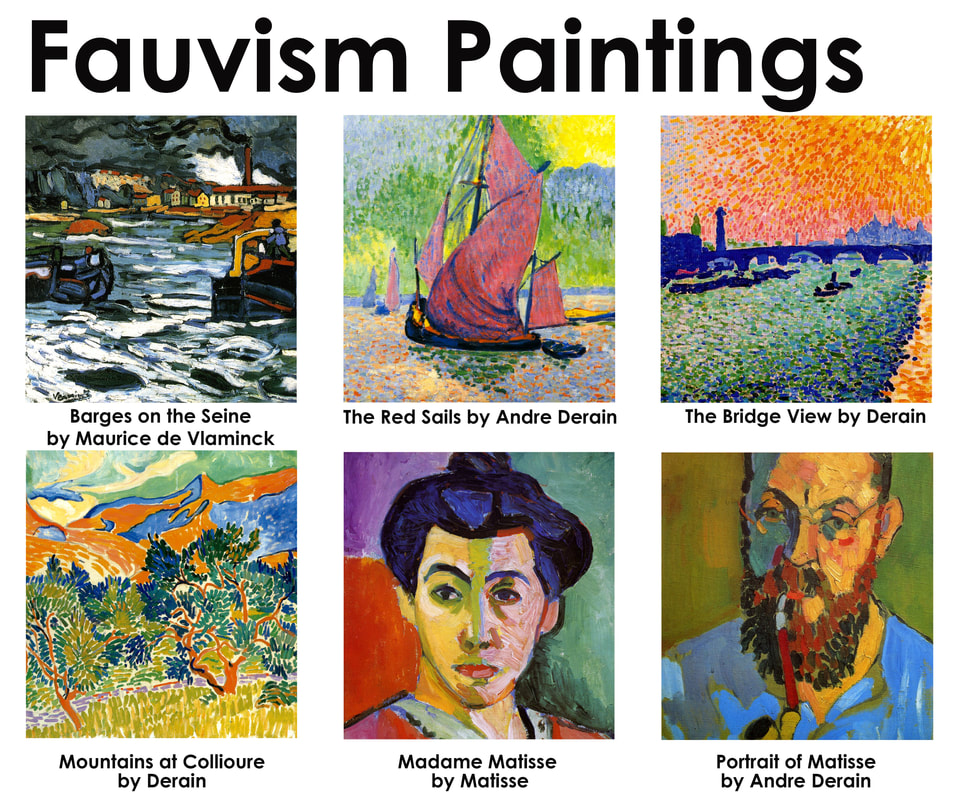 Fauvism Paintings
Barges on the Seine
by Maurice de Vlaminck
The Red Sails by Andre Derain
The Bridge View by Derain
Mountains at Collioure
by Derain
Madame Matisse
by Matisse
Portrait of Matisse
by Andre Derain